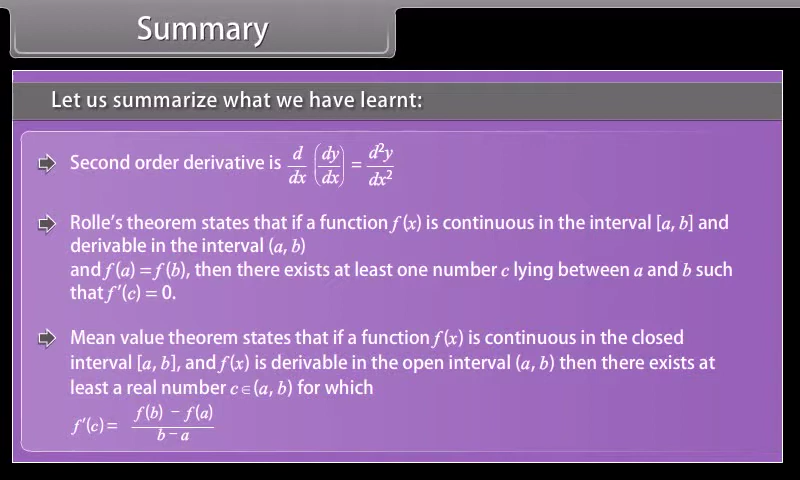 Summary
Let us summarize what we have learnt:
Second order derivative is d/dx (dy/dx) = d²y/dx²
Rolle's theorem states that if a function f (x) is continuous in the interval [a, b] and
derivable in the interval (a, b)
and f (a) = f (b), then there exists at least one number c lying between a and b such
that f ′(c) = 0.
Mean value theorem states that if a function f (x) is continuous in the closed
interval [a, b], and f (x) is derivable in the open interval (a, b) then there exists at
least a real number c ∈ (a, b) for which
f ′(c) = f (b) − f (a) / b − a